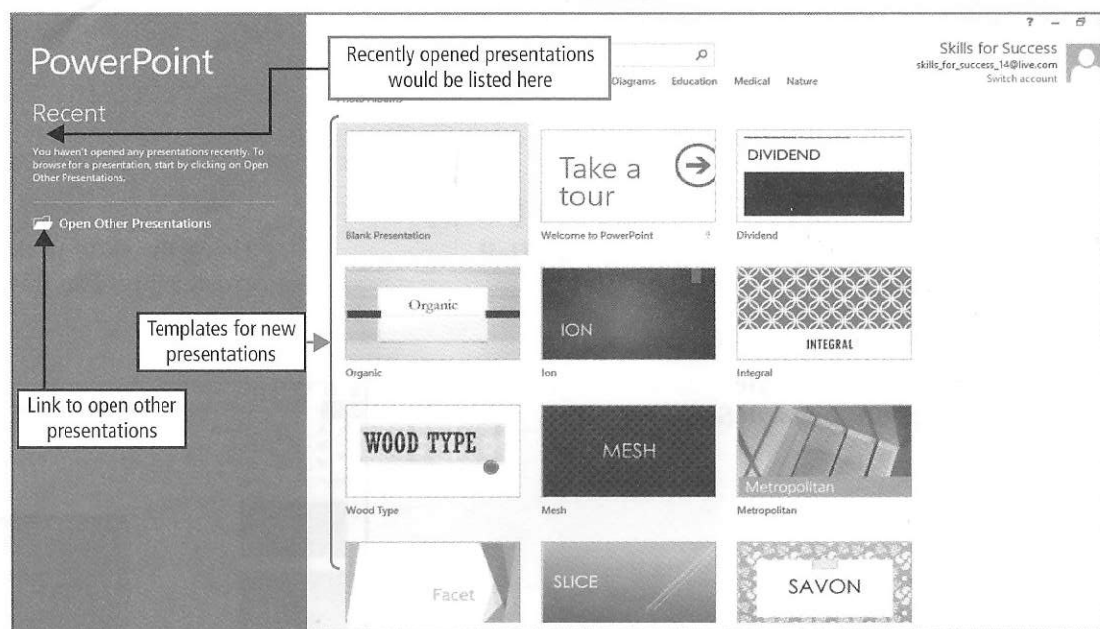 ? – 
PowerPoint
Recently opened presentations
would be listed here
Skills for Success
skills_for_success_14@live.com
Switch account
Diagrams Education Medical Nature
Recent
You haven't opened any presentations recently. To
browse for a presentation, start by clicking on Open
Other Presentations.
Open Other Presentations
Take a
tour
DIVIDEND
Blank Presentation
Welcome to PowerPoint
Dividend
Organic
ION
INTEGRAL
Templates for new
presentations
Organic
Ion
Integral
Link to open other
presentations
WOOD TYPE
MESH
Metropolitan
Wood Type
Mesh
Metropolitan
Facet
SLICE
SAVON